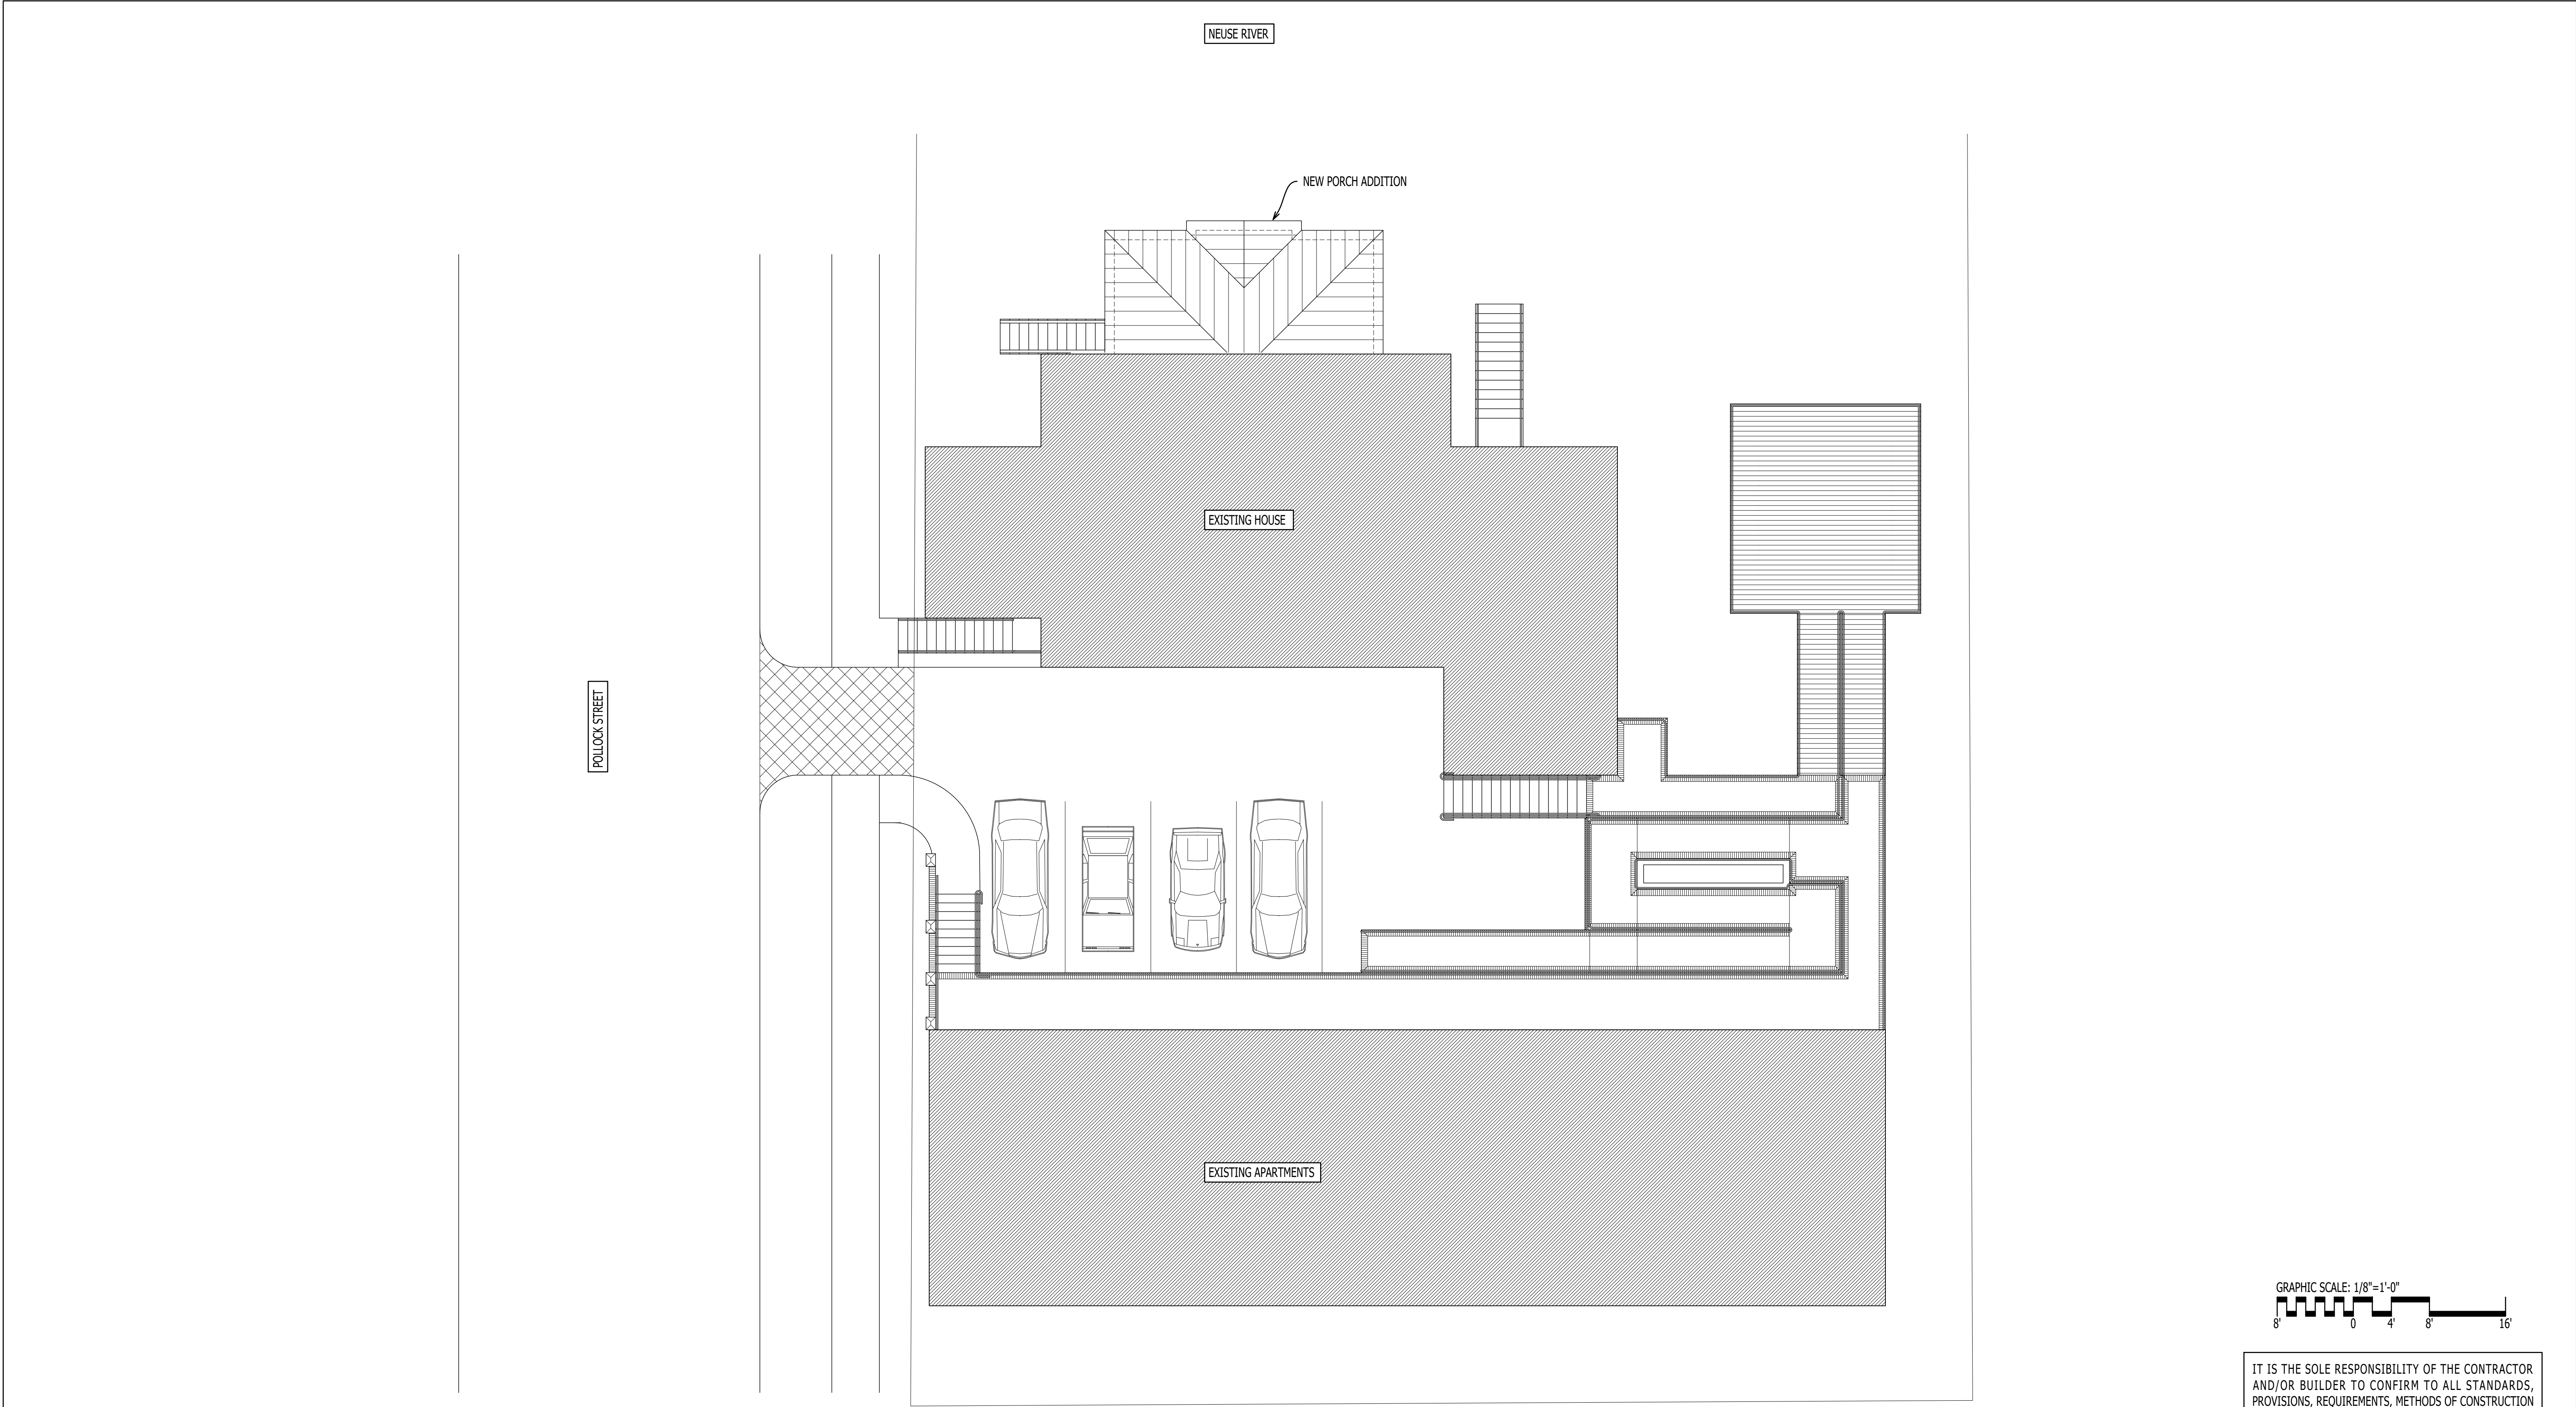 NEUSE RIVER
NEW PORCH ADDITION
EXISTING HOUSE
POLLOCK STREET
EXISTING APARTMENTS
GRAPHIC SCALE: 1/8"=1'-0"
8' 0 4' 8' 16'
IT IS THE SOLE RESPONSIBILITY OF THE CONTRACTOR
AND/OR BUILDER TO CONFIRM TO ALL STANDARDS,
PROVISIONS, REQUIREMENTS, METHODS OF CONSTRUCTION